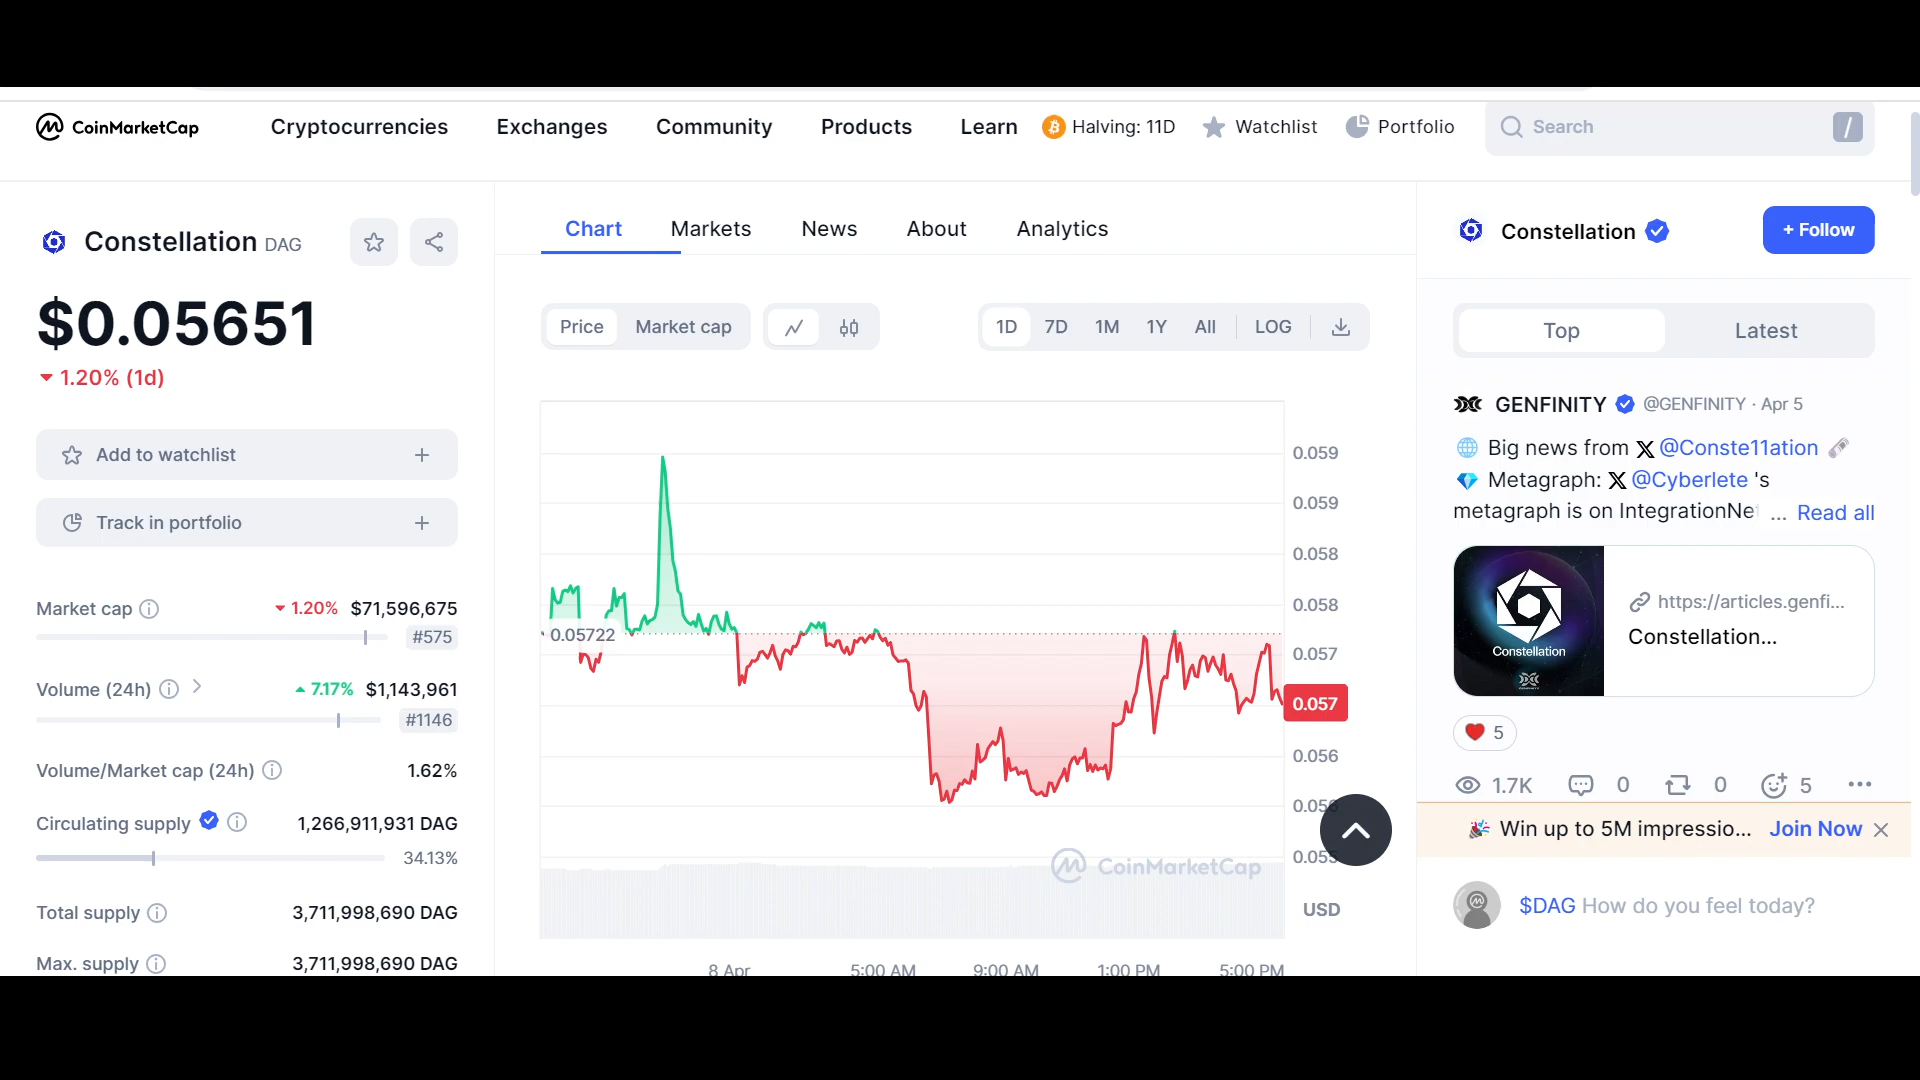 CoinMarketCap
Cryptocurrencies
Exchanges
Community
Products
Learn
Halving: 11D
Watchlist
Portfolio
Search
/
Constellation DAG
$0.05651
1.20% (1d)
Add to watchlist +
Track in portfolio +
Market cap 1.20% $71,596,675
#575
Volume (24h) 7.17% $1,143,961
#1146
Volume/Market cap (24h) 1.62%
Circulating supply 1,266,911,931 DAG
34.13%
Total supply 3,711,998,690 DAG
Max. supply 3,711,998,690 DAG
Chart
Markets
News
About
Analytics
Price
Market cap
1D
7D
1M
1Y
All
LOG
0.059
0.059
0.058
0.058
0.057
0.057
0.056
0.055
USD
0.05722
CoinMarketCap
8 Apr
5:00 AM
9:00 AM
1:00 PM
5:00 PM
Constellation
+ Follow
Top
Latest
GENFINITY @GENFINITY · Apr 5
Big news from X @Conste11ation
Metagraph: X @Cyberlete 's
metagraph is on IntegrationNe ... Read all
Constellation
https://articles.genfi...
Constellation...
5
1.7K
0
0
5
Win up to 5M impressio... Join Now
$DAG How do you feel today?